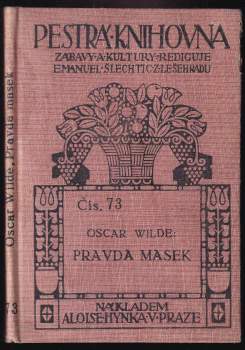 PESTRÁ·KNIHOVNA
ZÁBAVY·A·KULTURY·REDIGUJE
EMANUEL·ŠLECHTIC·Z·LEŠEHRADU
Čís. 73
OSCAR WILDE:
PRAVDA MASEK
NÁKLADEM
ALOISE·HYNKA·V·PRAZE
Oscar Wilde, Pravda masek
73